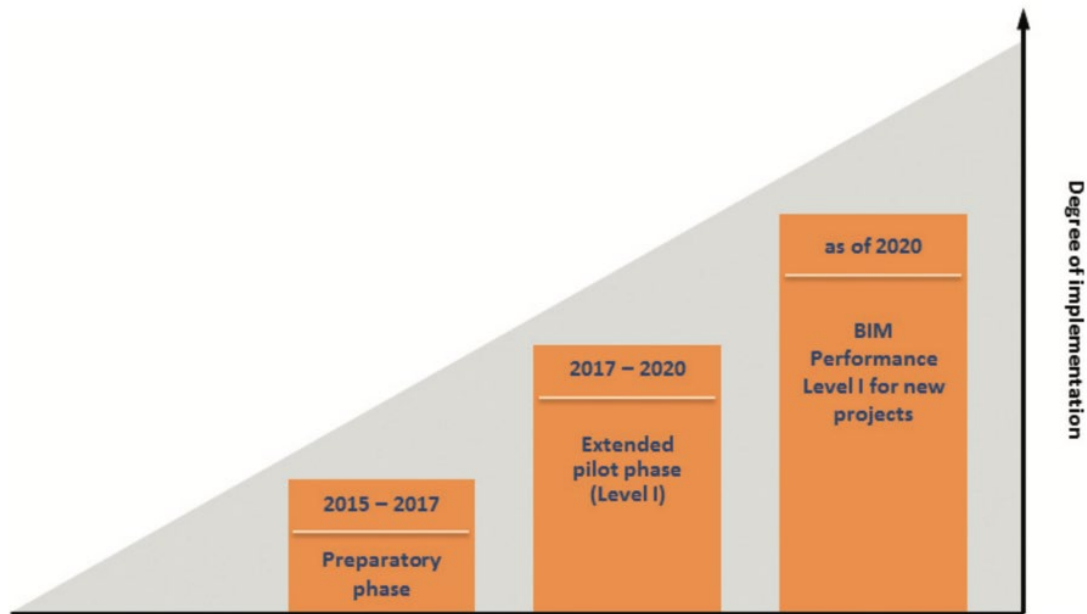 2015 – 2017
Preparatory
phase
2017 – 2020
Extended
pilot phase
(Level I)
as of 2020
BIM
Performance
Level I for new
projects
Degree of implementation